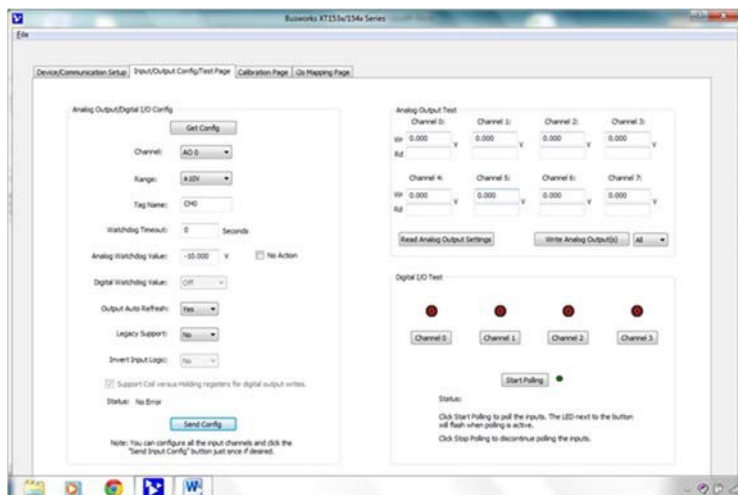 Busworks XT153x/154x Series
File
Device/Communication Setup Input/Output Config/Test Page Calibration Page i2o Mapping Page
Analog Output/Digital I/O Config
Get Config
Channel: AO 0
Range: ±10V
Tag Name: CH0
Watchdog Timeout: 0 Seconds
Analog Watchdog Value: -10.000 V No Action
Digital Watchdog Value: Off
Output Auto Refresh: Yes
Legacy Support: No
Invert Input Logic: No
Support Coil versus Holding registers for digital output writes.
Status: No Error
Send Config
Note: You can configure all the input channels and click the
"Send Input Config" button just once if desired.
Analog Output Test
Channel 0: Channel 1: Channel 2: Channel 3:
Wr 0.000 V 0.000 V 0.000 V 0.000 V
Rd
Channel 4: Channel 5: Channel 6: Channel 7:
Wr 0.000 V 0.000 V 0.000 V 0.000 V
Rd
Read Analog Output Settings Write Analog Output(s) All
Digital I/O Test
Channel 0 Channel 1 Channel 2 Channel 3
Start Polling
Status:
Click Start Polling to poll the inputs. The LED next to the button
will flash when polling is active.
Click Stop Polling to discontinue polling the inputs.